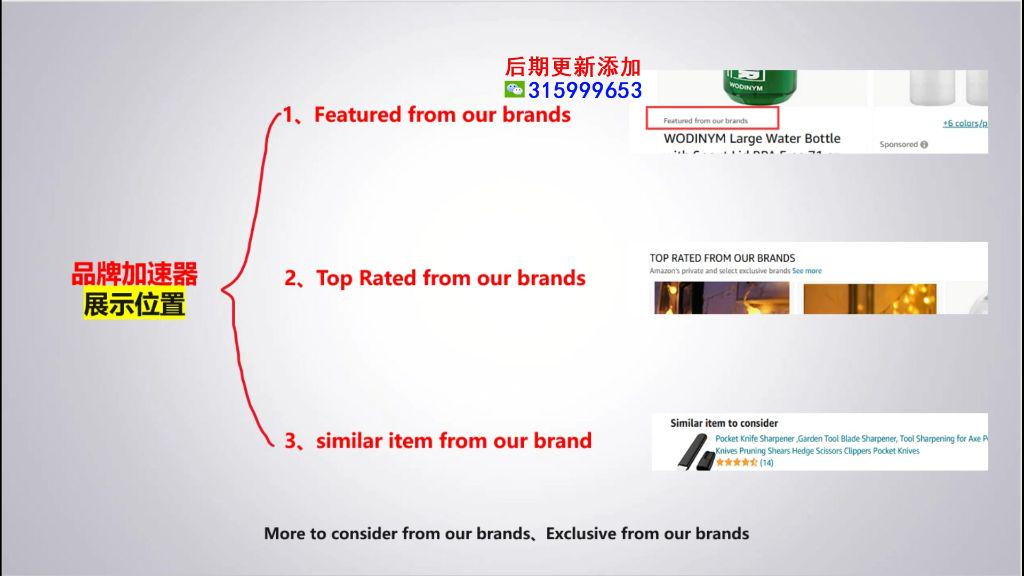 后期更新添加
315999653
1、Featured from our brands
WODINYM
Featured from our brands
WODINYM Large Water Bottle
+6 colors/p
Sponsored
品牌加速器
展示位置
2、Top Rated from our brands
TOP RATED FROM OUR BRANDS
Amazon's private and select exclusive brands See more
3、similar item from our brand
Similar item to consider
Pocket Knife Sharpener ,Garden Tool Blade Sharpener, Tool Sharpening for Axe P
Knives Pruning Shears Hedge Scissors Clippers Pocket Knives
(14)
More to consider from our brands、Exclusive from our brands